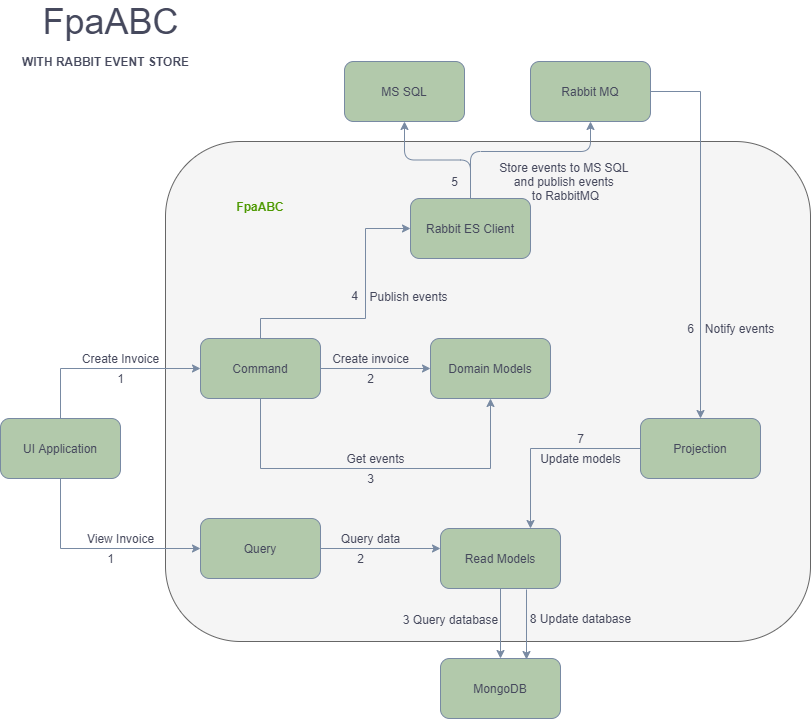 FpaABC
WITH RABBIT EVENT STORE
MS SQL
Rabbit MQ
5
Store events to MS SQL
and publish events
to RabbitMQ
FpaABC
Rabbit ES Client
4
Publish events
6
Notify events
Create Invoice
1
Command
Create invoice
2
Domain Models
UI Application
Get events
3
7
Update models
Projection
View Invoice
1
Query
Query data
2
Read Models
3 Query database
8 Update database
MongoDB